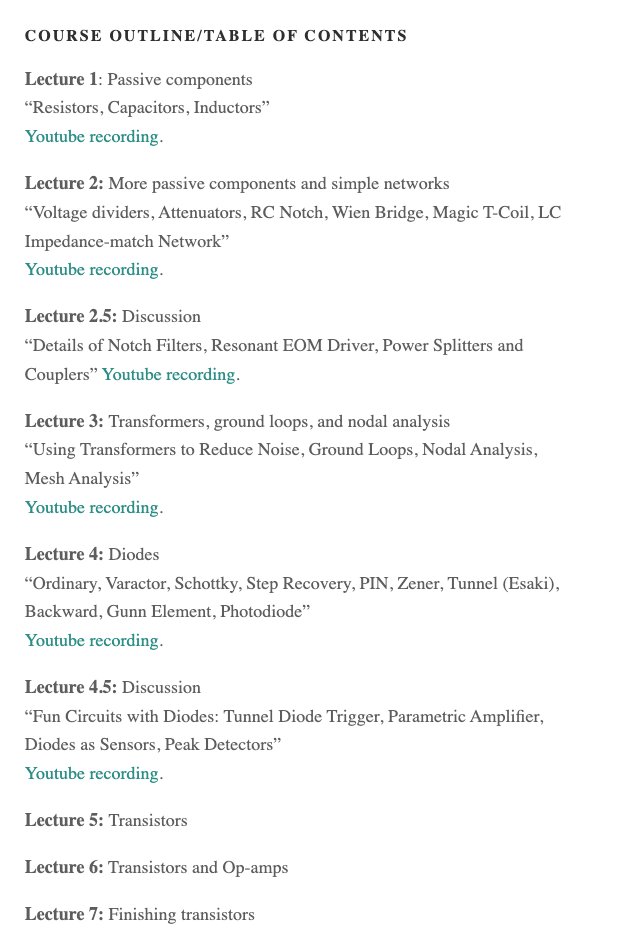 COURSE OUTLINE/TABLE OF CONTENTS
Lecture 1: Passive components
“Resistors, Capacitors, Inductors”
Youtube recording.
Lecture 2: More passive components and simple networks
“Voltage dividers, Attenuators, RC Notch, Wien Bridge, Magic T-Coil, LC
Impedance-match Network”
Youtube recording.
Lecture 2.5: Discussion
“Details of Notch Filters, Resonant EOM Driver, Power Splitters and
Couplers” Youtube recording.
Lecture 3: Transformers, ground loops, and nodal analysis
“Using Transformers to Reduce Noise, Ground Loops, Nodal Analysis,
Mesh Analysis”
Youtube recording.
Lecture 4: Diodes
“Ordinary, Varactor, Schottky, Step Recovery, PIN, Zener, Tunnel (Esaki),
Backward, Gunn Element, Photodiode”
Youtube recording.
Lecture 4.5: Discussion
“Fun Circuits with Diodes: Tunnel Diode Trigger, Parametric Amplifier,
Diodes as Sensors, Peak Detectors”
Youtube recording.
Lecture 5: Transistors
Lecture 6: Transistors and Op-amps
Lecture 7: Finishing transistors